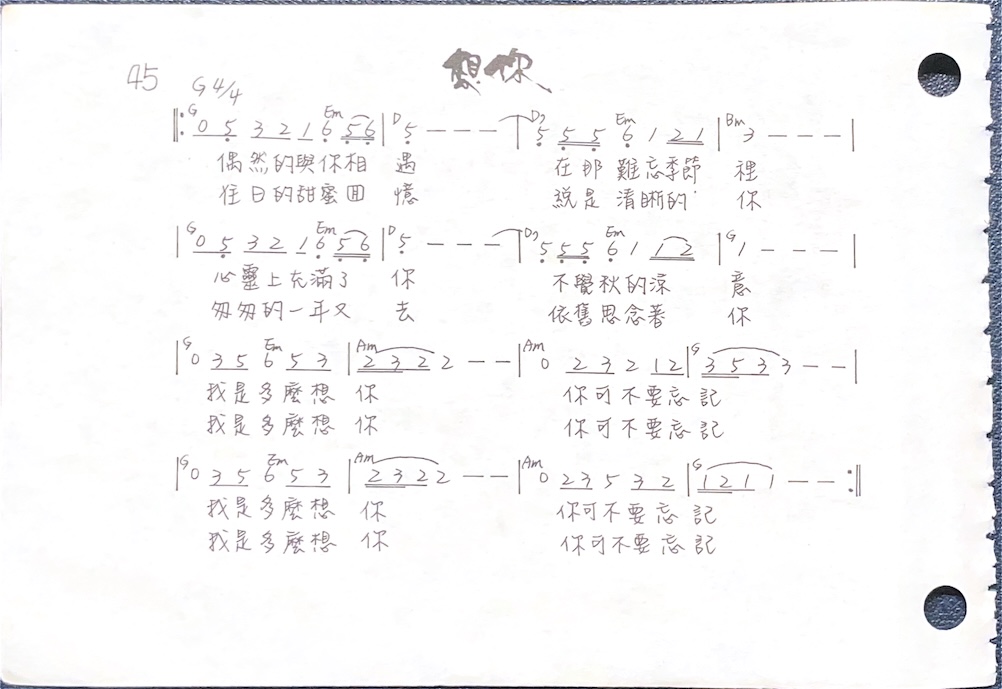 45 G 4/4 想你
G Em D D7 Em Bm
‖: 0 5 3 2 1 6 5 6 | 5 - - - | 5 5 5 6 1 2 1 | 3 - - - |
偶然的與你相 遇 在那難忘季節 裡
往日的甜蜜回 憶 說是清晰的 你
G Em D D7 Em G
| 0 5 3 2 1 6 5 6 | 5 - - - | 5 5 5 6 1 1 2 | 1 - - - |
心靈上充滿了 你 不覺秋的涼 意
匆匆的一年又 去 依舊思念著 你
G Em Am Am G
| 0 3 5 6 5 3 | 2 3 2 2 - - | 0 2 3 2 1 2 | 3 5 3 3 - - |
我是多麼想 你 你可不要忘 記
我是多麼想 你 你可不要忘 記
G Em Am Am G
| 0 3 5 6 5 3 | 2 3 2 2 - - | 0 2 3 5 3 2 | 1 2 1 1 - - :‖
我是多麼想 你 你可不要忘 記
我是多麼想 你 你可不要忘 記